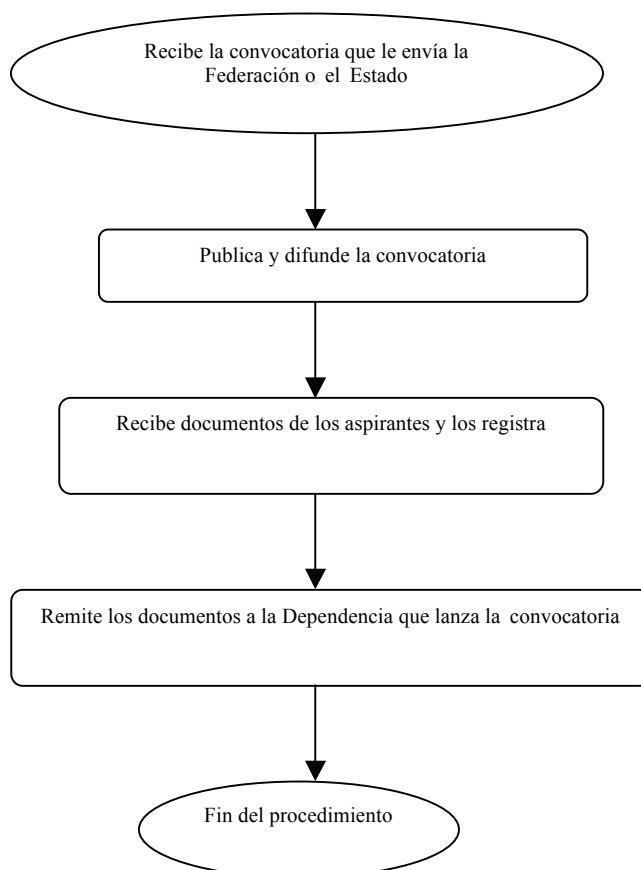 Recibe la convocatoria que le envía la
Federación o el Estado
Publica y difunde la convocatoria
Recibe documentos de los aspirantes y los registra
Remite los documentos a la Dependencia que lanza la convocatoria
Fin del procedimiento